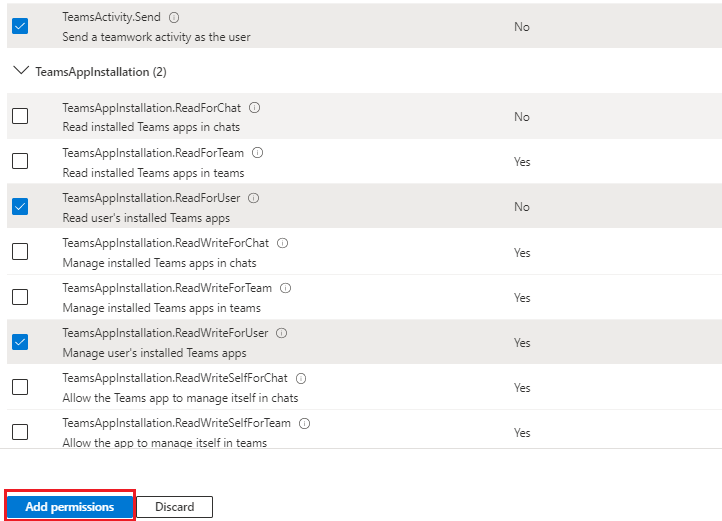 TeamsActivity.Send
Send a teamwork activity as the user
No
TeamsAppInstallation (2)
TeamsAppInstallation.ReadForChat
Read installed Teams apps in chats
No
TeamsAppInstallation.ReadForTeam
Read installed Teams apps in teams
Yes
TeamsAppInstallation.ReadForUser
Read user's installed Teams apps
No
TeamsAppInstallation.ReadWriteForChat
Manage installed Teams apps in chats
Yes
TeamsAppInstallation.ReadWriteForTeam
Manage installed Teams apps in teams
Yes
TeamsAppInstallation.ReadWriteForUser
Manage user's installed Teams apps
Yes
TeamsAppInstallation.ReadWriteSelfForChat
Allow the Teams app to manage itself in chats
Yes
TeamsAppInstallation.ReadWriteSelfForTeam
Allow the app to manage itself in teams
Yes
Add permissions
Discard